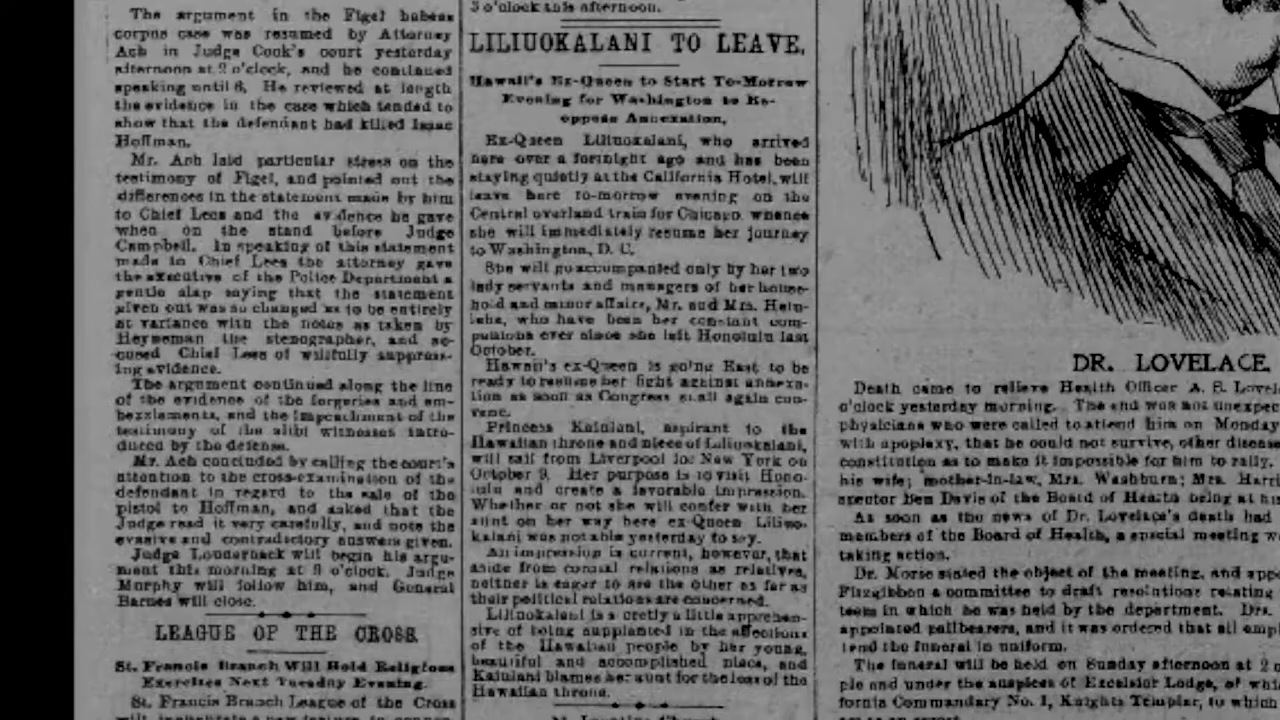 The argument in the Figel habeas
corpus case was resumed by Attorney
Ach in Judge Cook's court yesterday
afternoon at 2 o'clock, and he continued
speaking until 6. He reviewed at length
the evidence in the case which tended to
show that the defendant had killed Isaac
Hoffman.
Mr. Ach laid particular stress on the
testimony of Figel, and pointed out the
differences in the statement made by him
to Chief Lees and the evidence he gave
when on the stand before Judge
Campbell. In speaking of this statement
made to Chief Lees the attorney gave
the executive of the Police Department a
gentle slap saying that the statement
given out was so changed as to be entirely
at variance with the notes as taken by
Heyneman the stenographer, and ac-
cused Chief Lees of willfully suppress-
ing evidence.
The argument continued along the line
of the evidence of the forgeries and em-
bezzlements, and the impeachment of the
testimony of the alibi witnesses intro-
duced by the defense.
Mr. Ach concluded by calling the court's
attention to the cross-examination of the
defendant in regard to the sale of the
pistol to Hoffman, and asked that the
Judge read it very carefully, and note the
evasive and contradictory answers given.
Judge Louderback will begin his argu-
ment this morning at 9 o'clock. Judge
Murphy will follow him, and General
Barnes will close.
LEAGUE OF THE CROSS
St. Francis Branch Will Hold Religious
Exercises Next Tuesday Evening.
St. Francis Branch League of the Cross
3 o'clock this afternoon.
LILIUOKALANI TO LEAVE.
Hawaii's Ex-Queen to Start To-Morrow
Evening for Washington to Re-
oppose Annexation.
Ex-Queen Liliuokalani, who arrived
here over a fortnight ago and has been
staying quietly at the California Hotel, will
leave here to-morrow evening on the
Central overland train for Chicago, whence
she will immediately resume her journey
to Washington, D. C.
She will go accompanied only by her two
lady servants and managers of her house-
hold and minor affairs, Mr. and Mrs. Hein-
lehe, who have been her constant com-
panions ever since she left Honolulu last
October.
Hawaii's ex-Queen is going East to be
ready to resume her fight against annexa-
tion as soon as Congress shall again con-
vene.
Princess Kaiulani, aspirant to the
Hawaiian throne and niece of Liliuokalani,
will sail from Liverpool for New York on
October 9. Her purpose is to visit Hono-
lulu and create a favorable impression.
Whether or not she will confer with her
aunt on her way here ex-Queen Liliuo-
kalani was not able yesterday to say.
An impression is current, however, that
aside from cordial relations as relatives,
neither is eager to see the other as far as
their political relations are concerned.
Liliuokalani is a pretty a little apprehen-
sive of being supplanted in the affections
of the Hawaiian people by her young,
beautiful and accomplished niece, and
Kaiulani blames her aunt for the loss of the
Hawaiian throne.
DR. LOVELACE.
Death came to relieve Health Officer A. E.
o'clock yesterday morning. The end was not
physicians who were called to attend him on Monday
with apoplexy, that he could not survive, other
constitution as to make it impossible for him to rally.
his wife; mother-in-law, Mrs. Washburn; Mrs.
Ben Davis of the Board of Health being at
As soon as the news of Dr. Lovelace's death had
members of the Board of Health, a special meeting
taking action.
Dr. Morse stated the object of the meeting, and
Fitzgibbon a committee to draft resolutions relating
in which he was held by the department. Drs.
appointed pallbearers, and it was ordered that all
tend the funeral in uniform.
The funeral will be held on Sunday afternoon at 2
ple and under the auspices of Excelsior Lodge, of
fornia Commandery No. 1, Knights Templar, to which